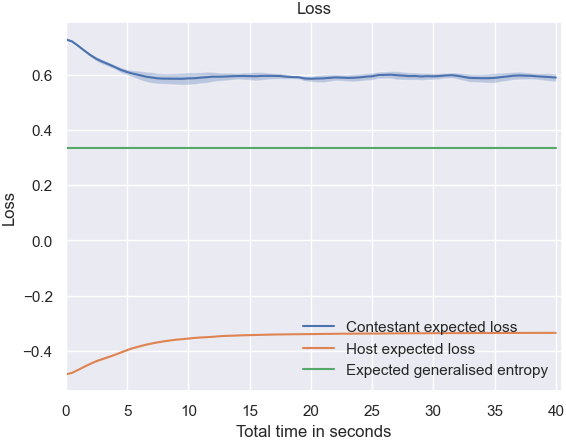 Loss
Loss
0.6
0.4
0.2
0.0
−0.2
−0.4
Contestant expected loss
Host expected loss
Expected generalised entropy
0 5 10 15 20 25 30 35 40
Total time in seconds